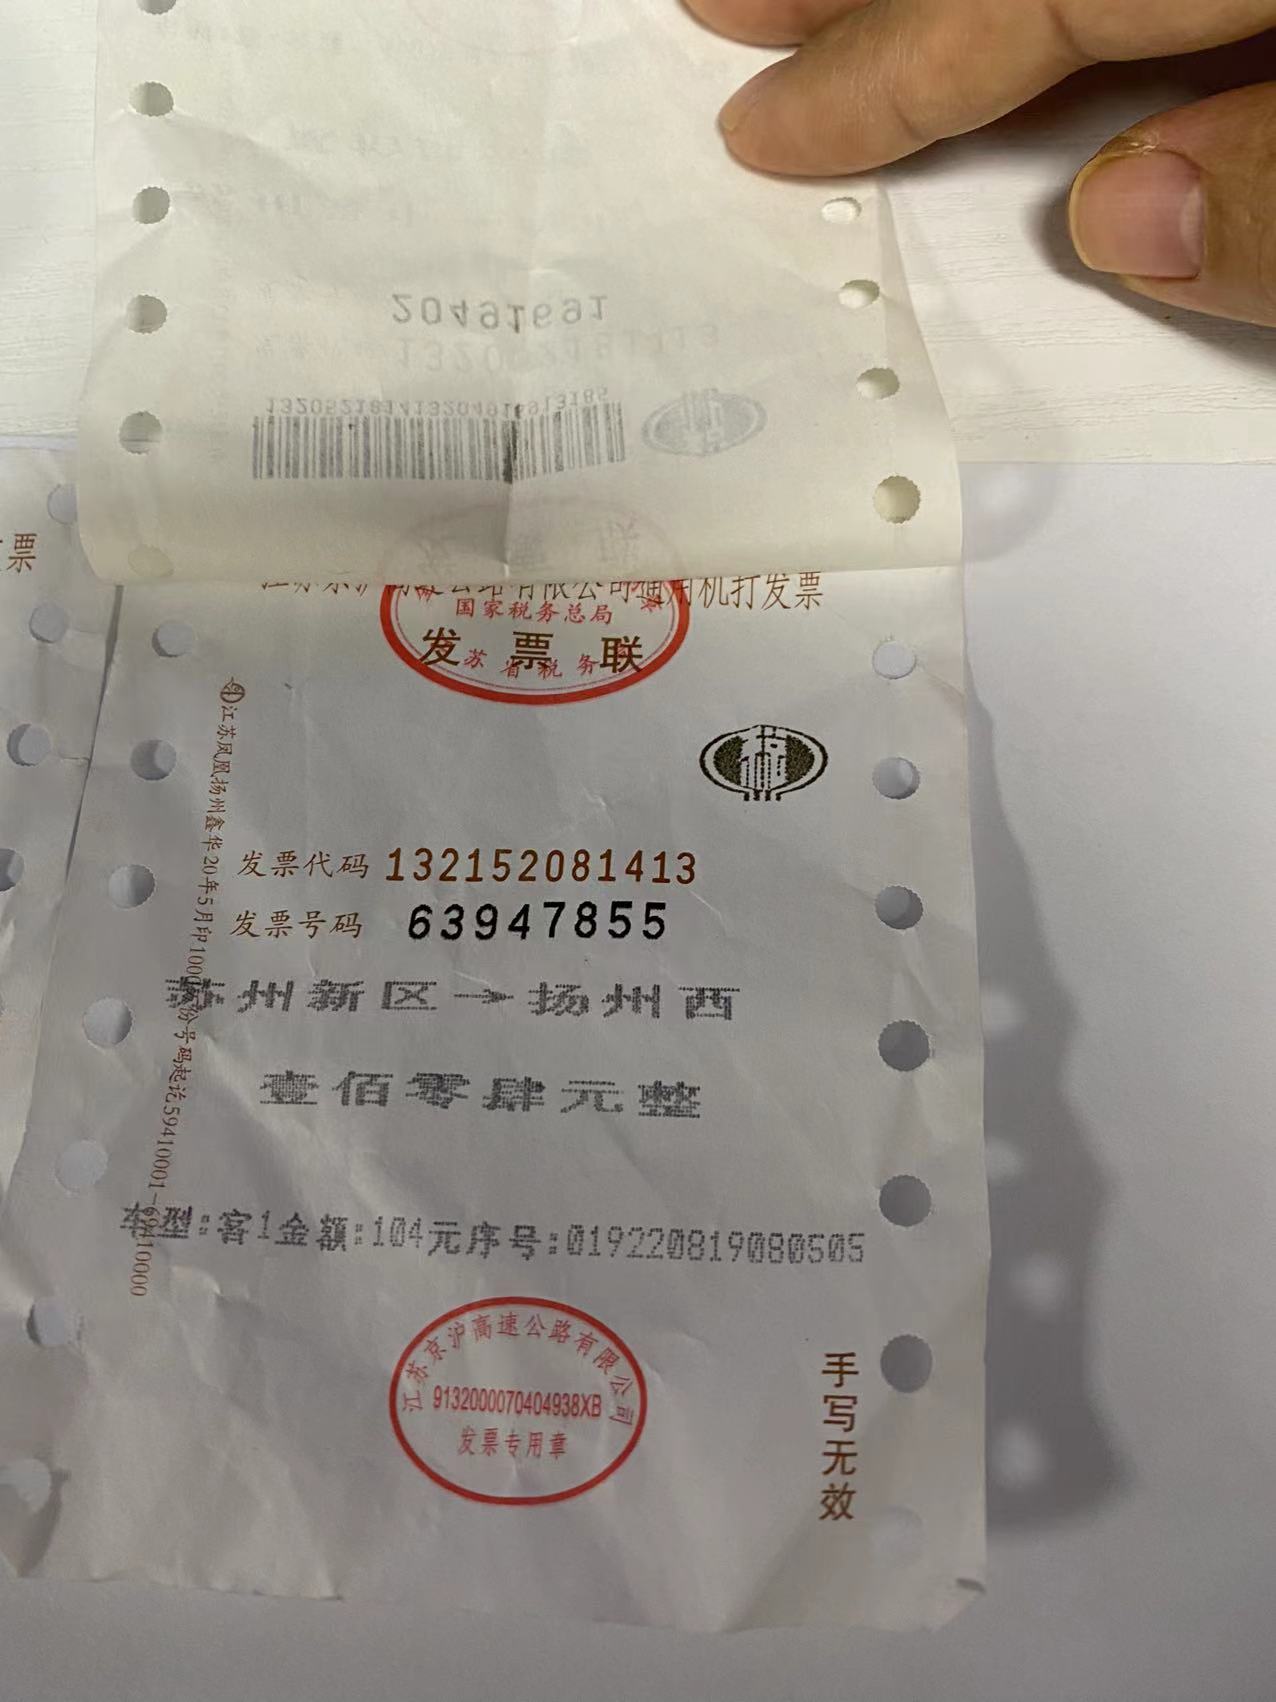 20491691
132052181413
132052181413204916913185
票
江苏京沪高速公路有限公司通用机打发票
国家税务总局
发票联
苏省税务
税
江苏凤凰扬州鑫华20年5月印1000 份号码起讫59410001-69410000
发票代码 132152081413
发票号码 63947855
苏州新区→扬州西
壹佰零肆元整
车型:客1金额:104元序号:019220819080505
江苏京沪高速公路有限公司
9132000070404938XB
发票专用章
手写无效